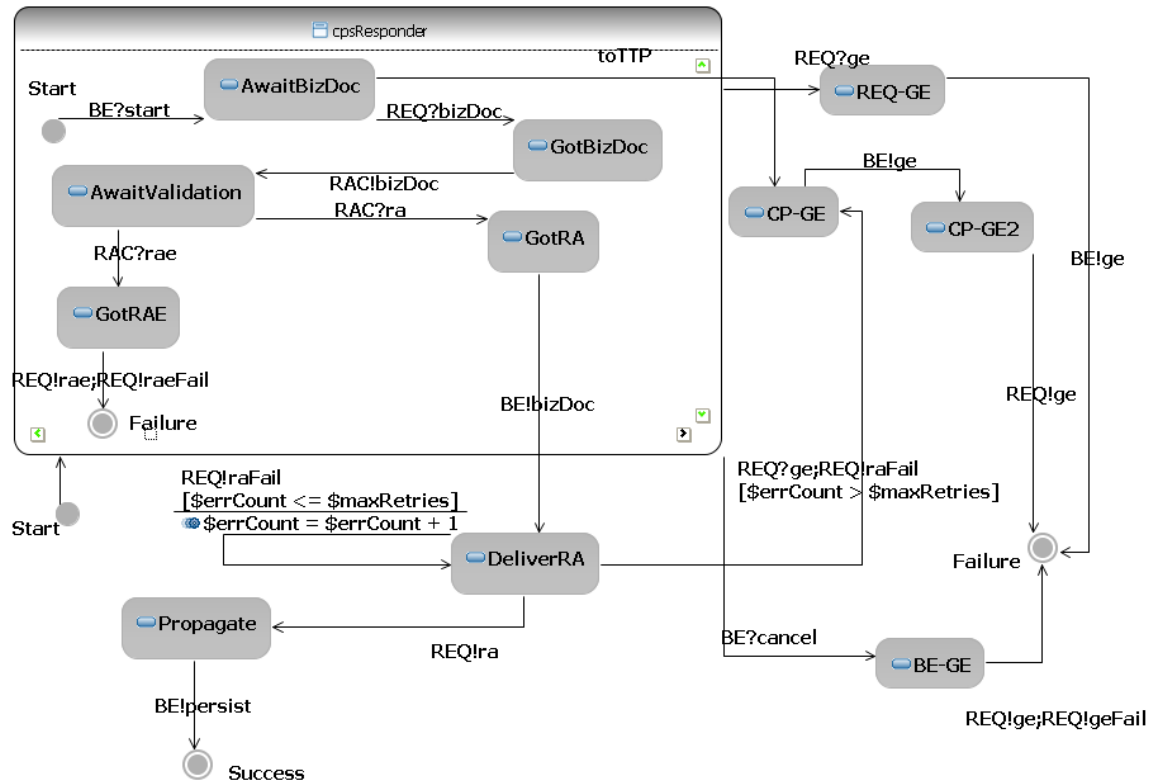 cpsResponder
toTTP
REQ?ge
Start
AwaitBizDoc
REQ-GE
BE?start
REQ?bizDoc
GotBizDoc
BE!ge
RAC!bizDoc
AwaitValidation
RAC?ra
CP-GE
CP-GE2
GotRA
RAC?rae
BE!ge
GotRAE
REQ!rae;REQ!raeFail
REQ!ge
BE!bizDoc
Failure
REQ!raFail
[$errCount <= $maxRetries]
$errCount = $errCount + 1
REQ?ge;REQ!raFail
[$errCount > $maxRetries]
Start
DeliverRA
Failure
Propagate
REQ!ra
BE?cancel
BE-GE
BE!persist
REQ!ge;REQ!geFail
Success